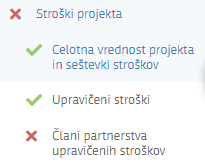 Stroški projekta
Celotna vrednost projekta
in seštevki stroškov
Upravičeni stroški
Člani partnerstva
upravičenih stroškov